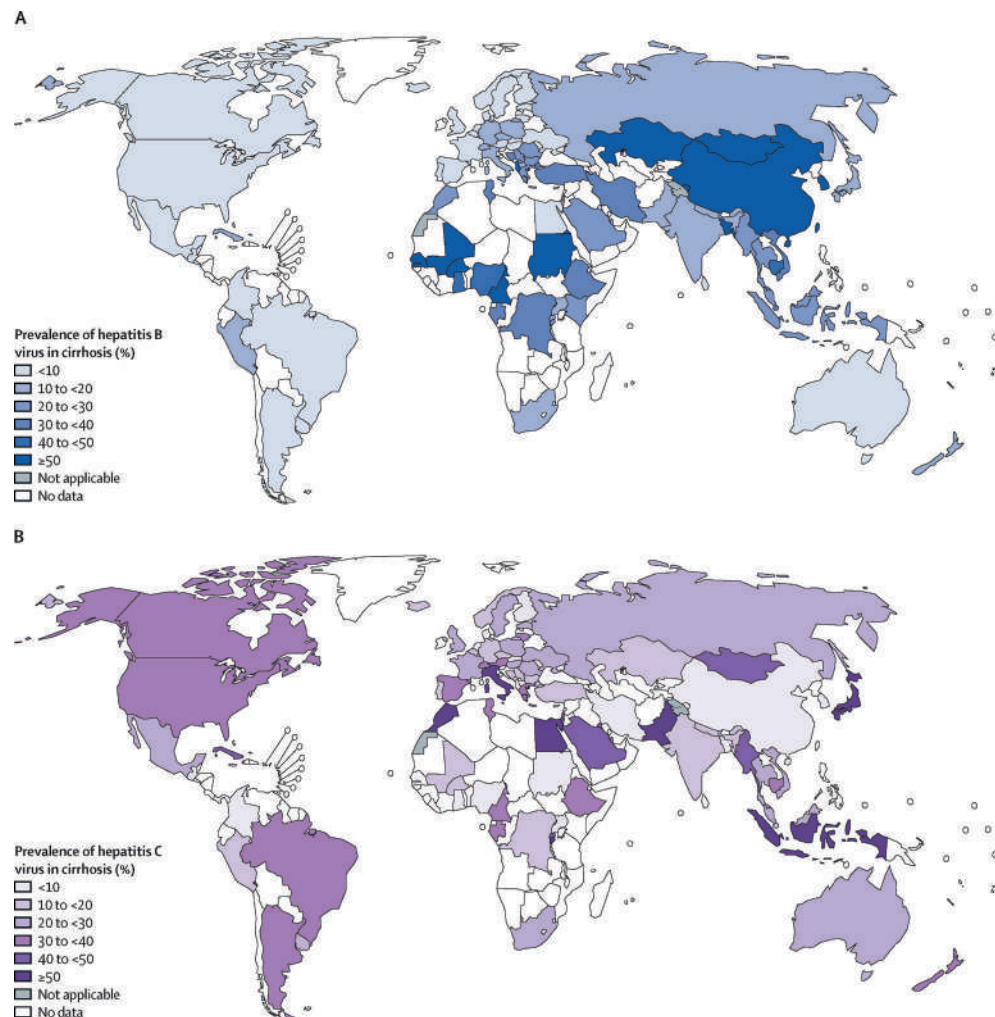 A
Prevalence of hepatitis B
virus in cirrhosis (%)
<10
10 to <20
20 to <30
30 to <40
40 to <50
≥50
Not applicable
No data
B
Prevalence of hepatitis C
virus in cirrhosis (%)
<10
10 to <20
20 to <30
30 to <40
40 to <50
≥50
Not applicable
No data